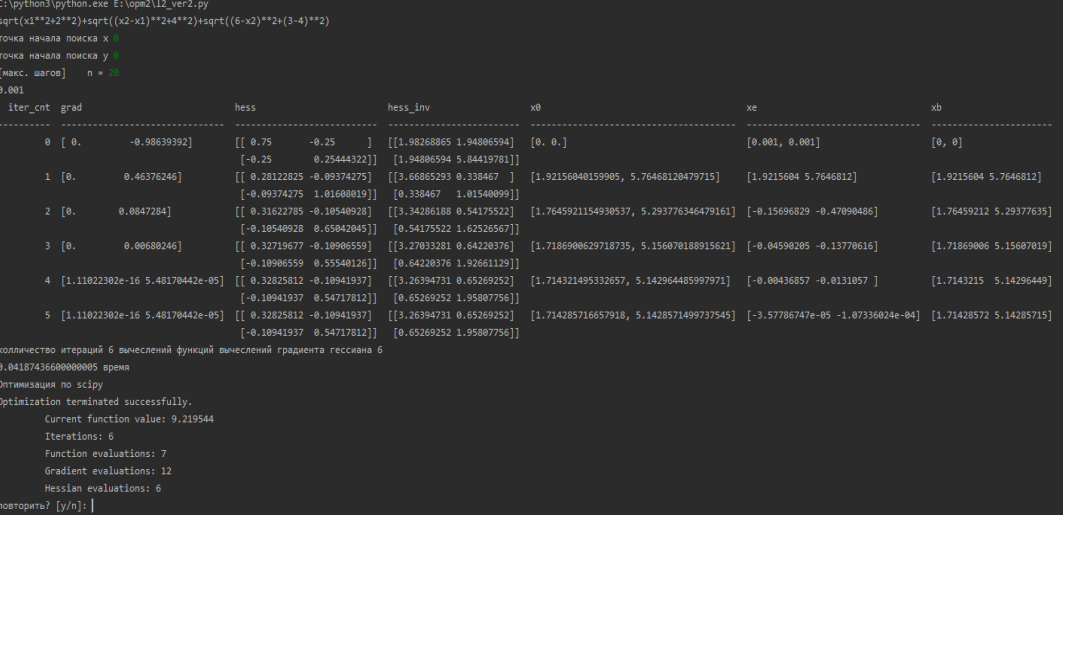 C:\python3\python.exe E:\opm2\l2_ver2.py
sqrt(x1**2+2**2)+sqrt((x2-x1)**2+4**2)+sqrt((6-x2)**2+(3-4)**2)
точка начала поиска x 0
точка начала поиска y 0
[макс. шагов]    n = 20
0.001
iter_cnt  grad  hess  hess_inv  x0  xe  xb
----------  ------------------------------  --------------------------  -------------------------  --------------------------------------  --------------------------------  -----------------------
0  [ 0.         -0.98639392]  [[ 0.75       -0.25      ]  [[1.98268865 1.94806594]  [0. 0.]  [0.001, 0.001]  [0, 0]
[-0.25        0.25444322]]  [1.94806594 5.84419781]]
1  [0.         0.46376246]  [[ 0.28122825 -0.09374275]  [[3.66865293 0.338467  ]  [1.92156040159905, 5.76468120479715]  [1.9215604 5.7646812]  [1.9215604 5.7646812]
[-0.09374275  1.01608019]]  [0.338467   1.01540099]]
2  [0.        0.0847284]  [[ 0.31622785 -0.10540928]  [[3.34286188 0.54175522]  [1.7645921154930537, 5.293776346479161]  [-0.15696829 -0.47090486]  [1.76459212 5.29377635]
[-0.10540928  0.65042045]]  [0.54175522 1.62526567]]
3  [0.         0.00680246]  [[ 0.32719677 -0.10906559]  [[3.27033281 0.64220376]  [1.7186900629718735, 5.156070188915621]  [-0.04590205 -0.13770616]  [1.71869006 5.15607019]
[-0.10906559  0.55540126]]  [0.64220376 1.92661129]]
4  [1.11022302e-16 5.48170442e-05]  [[ 0.32825812 -0.10941937]  [[3.26394731 0.65269252]  [1.714321495332657, 5.142964485997971]  [-0.00436857 -0.0131057 ]  [1.7143215  5.14296449]
[-0.10941937  0.54717812]]  [0.65269252 1.95807756]]
5  [1.11022302e-16 5.48170442e-05]  [[ 0.32825812 -0.10941937]  [[3.26394731 0.65269252]  [1.714285716657918, 5.1428571499737545]  [-3.57786747e-05 -1.07336024e-04]  [1.71428572 5.14285715]
[-0.10941937  0.54717812]]  [0.65269252 1.95807756]]
колличество итераций 6 вычеслений функций вычеслений градиента гессиана 6
0.04187436600000005 время
Оптимизация по scipy
Optimization terminated successfully.
Current function value: 9.219544
Iterations: 6
Function evaluations: 7
Gradient evaluations: 12
Hessian evaluations: 6
повторить? [y/n]: